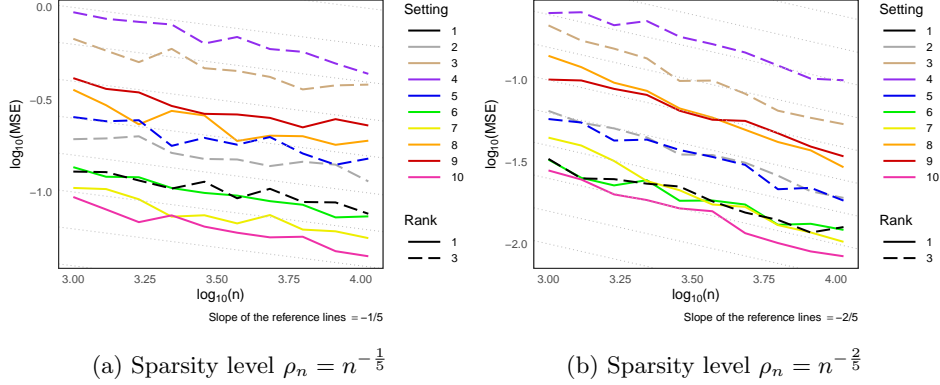 0.0
−0.5
−1.0
log10(MSE)
3.00 3.25 3.50 3.75 4.00
log10(n)
Slope of the reference lines = −1/5
Setting
1
2
3
4
5
6
7
8
9
10
Rank
1
3
(a) Sparsity level ρn = n^{−1/5}
−1.0
−1.5
−2.0
log10(MSE)
3.00 3.25 3.50 3.75 4.00
log10(n)
Slope of the reference lines = −2/5
Setting
1
2
3
4
5
6
7
8
9
10
Rank
1
3
(b) Sparsity level ρn = n^{−2/5}